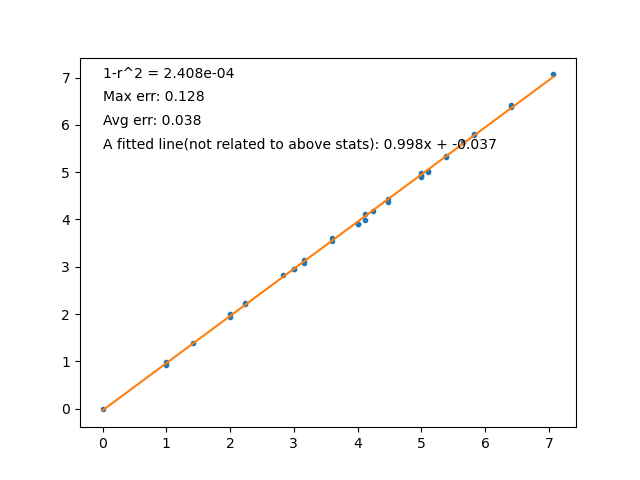 1-r^2 = 2.408e-04
Max err: 0.128
Avg err: 0.038
A fitted line(not related to above stats): 0.998x + -0.037
7
6
5
4
3
2
1
0
0 1 2 3 4 5 6 7